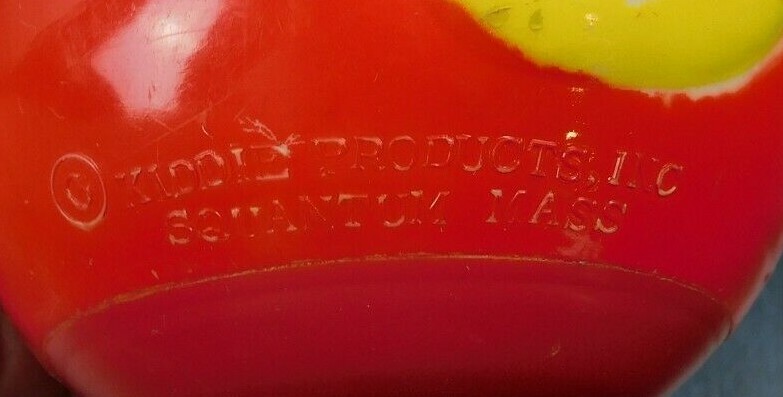 © KIDDIE PRODUCTS, INC
SQUANTUM MASS